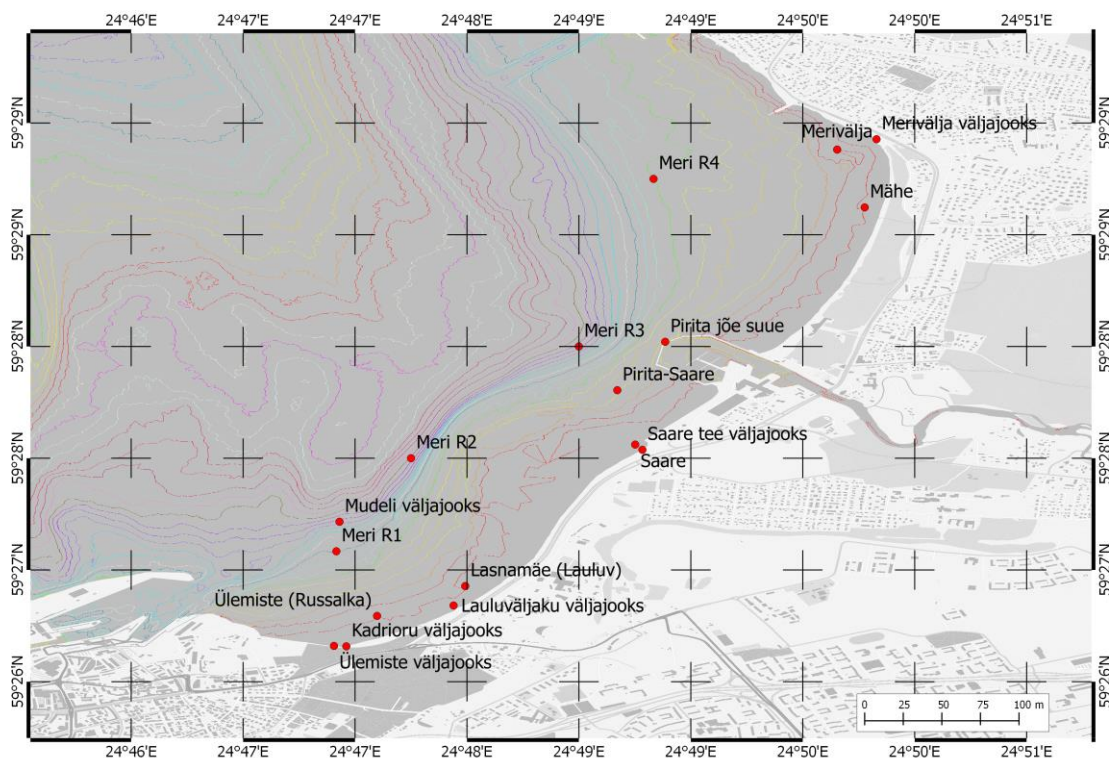 24°46'E 24°47'E 24°47'E 24°48'E 24°49'E 24°49'E 24°50'E 24°50'E 24°51'E
59°29'N
59°29'N
Merivälja väljajooks
Merivälja
Meri R4
Mähe
59°29'N
59°29'N
Pirita jõe suue
Meri R3
59°28'N
59°28'N
Pirita-Saare
Saare tee väljajooks
Meri R2
Saare
59°28'N
59°28'N
Mudeli väljajooks
Meri R1
59°27'N
59°27'N
Lasnamäe (Lauluv)
Ülemiste (Russalka)
Lauluväljaku väljajooks
Kadrioru väljajooks
Ülemiste väljajooks
59°26'N
59°26'N
0 25 50 75 100 m
24°46'E 24°47'E 24°47'E 24°48'E 24°49'E 24°49'E 24°50'E 24°50'E 24°51'E